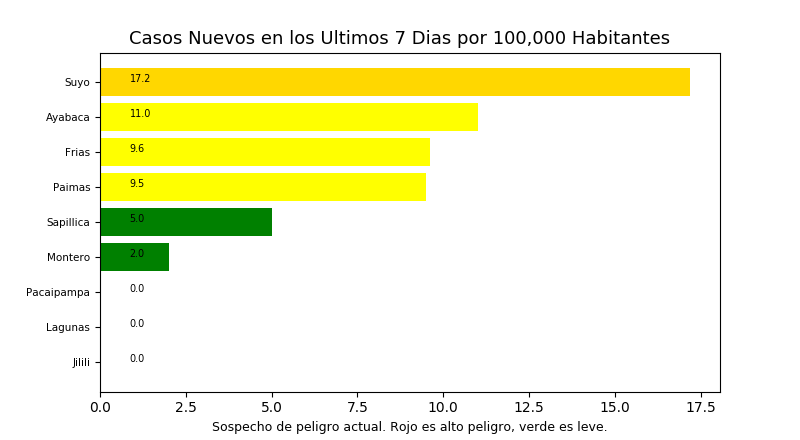 Casos Nuevos en los Ultimos 7 Dias por 100,000 Habitantes
Suyo 17.2
Ayabaca 11.0
Frias 9.6
Paimas 9.5
Sapillica 5.0
Montero 2.0
Pacaipampa 0.0
Lagunas 0.0
Jilili 0.0
0.0 2.5 5.0 7.5 10.0 12.5 15.0 17.5
Sospecho de peligro actual. Rojo es alto peligro, verde es leve.